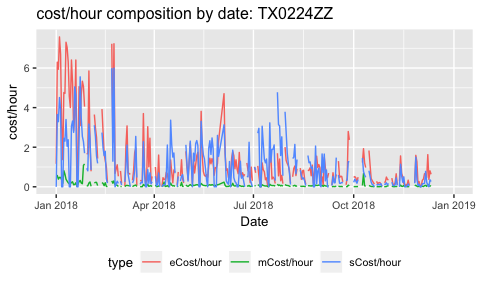 cost/hour composition by date: TX0224ZZ
cost/hour
6
4
2
0
Jan 2018 Apr 2018 Jul 2018 Oct 2018 Jan 2019
Date
type eCost/hour mCost/hour sCost/hour